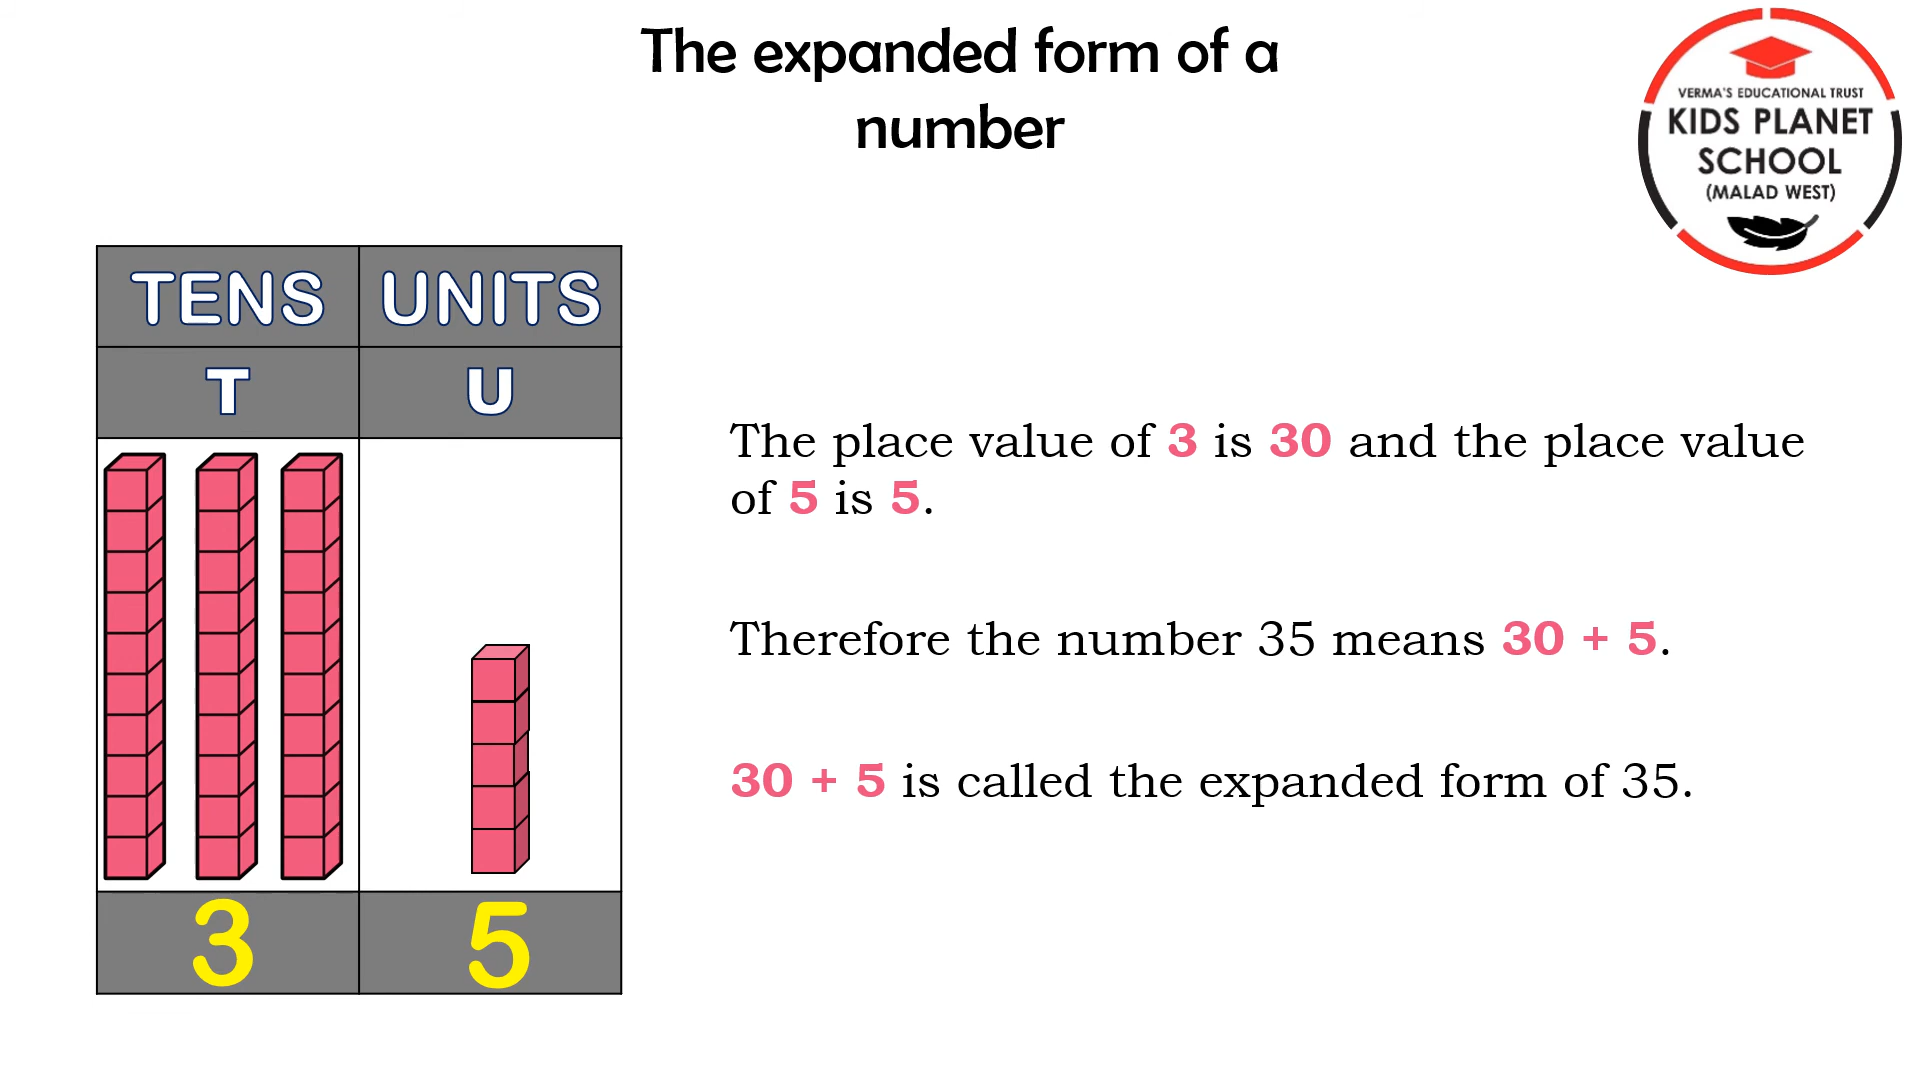 The expanded form of a
number
VERMA'S EDUCATIONAL TRUST
KIDS PLANET
SCHOOL
(MALAD WEST)
TENS UNITS
T U
The place value of 3 is 30 and the place value
of 5 is 5.
Therefore the number 35 means 30 + 5.
30 + 5 is called the expanded form of 35.
3 5